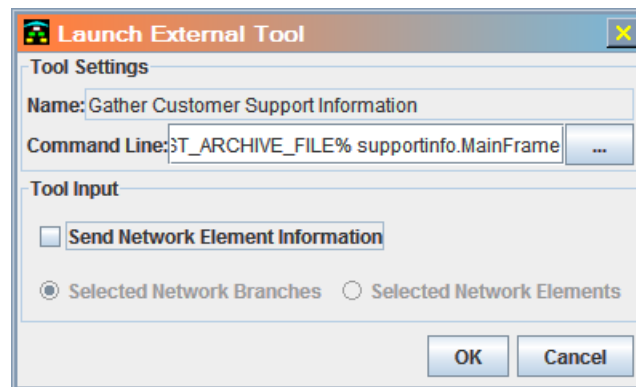 Launch External Tool
Tool Settings
Name: Gather Customer Support Information
Command Line: ST_ARCHIVE_FILE% supportinfo.MainFrame ...
Tool Input
Send Network Element Information
Selected Network Branches Selected Network Elements
OK Cancel